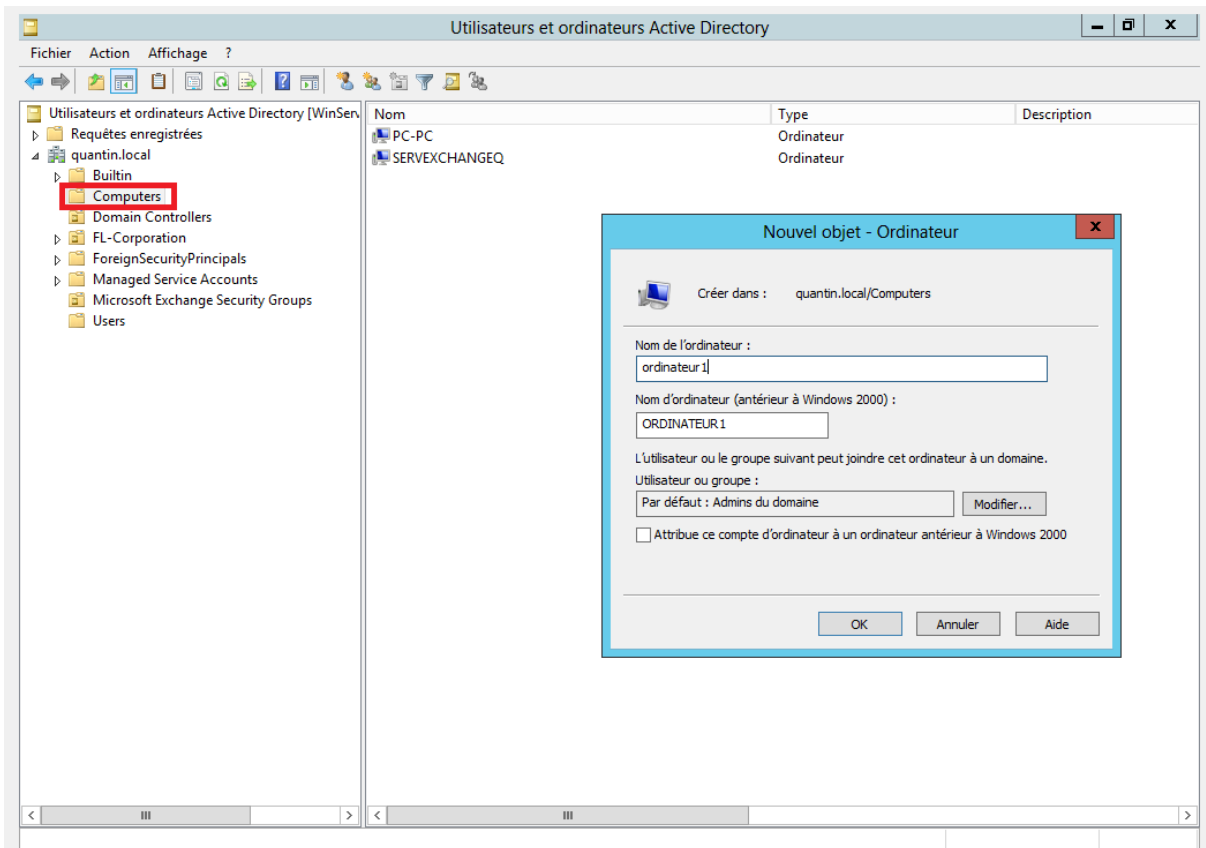 Utilisateurs et ordinateurs Active Directory
Fichier Action Affichage ?
Utilisateurs et ordinateurs Active Directory [WinSer
Requêtes enregistrées
quantin.local
Builtin
Computers
Domain Controllers
FL-Corporation
ForeignSecurityPrincipals
Managed Service Accounts
Microsoft Exchange Security Groups
Users
Nom Type Description
PC-PC Ordinateur
SERVEXCHANGEQ Ordinateur
Nouvel objet - Ordinateur
Créer dans : quantin.local/Computers
Nom de l'ordinateur :
ordinateur1
Nom d'ordinateur (antérieur à Windows 2000) :
ORDINATEUR1
L'utilisateur ou le groupe suivant peut joindre cet ordinateur à un domaine.
Utilisateur ou groupe :
Par défaut : Admins du domaine
Modifier...
Attribue ce compte d'ordinateur à un ordinateur antérieur à Windows 2000
OK Annuler Aide